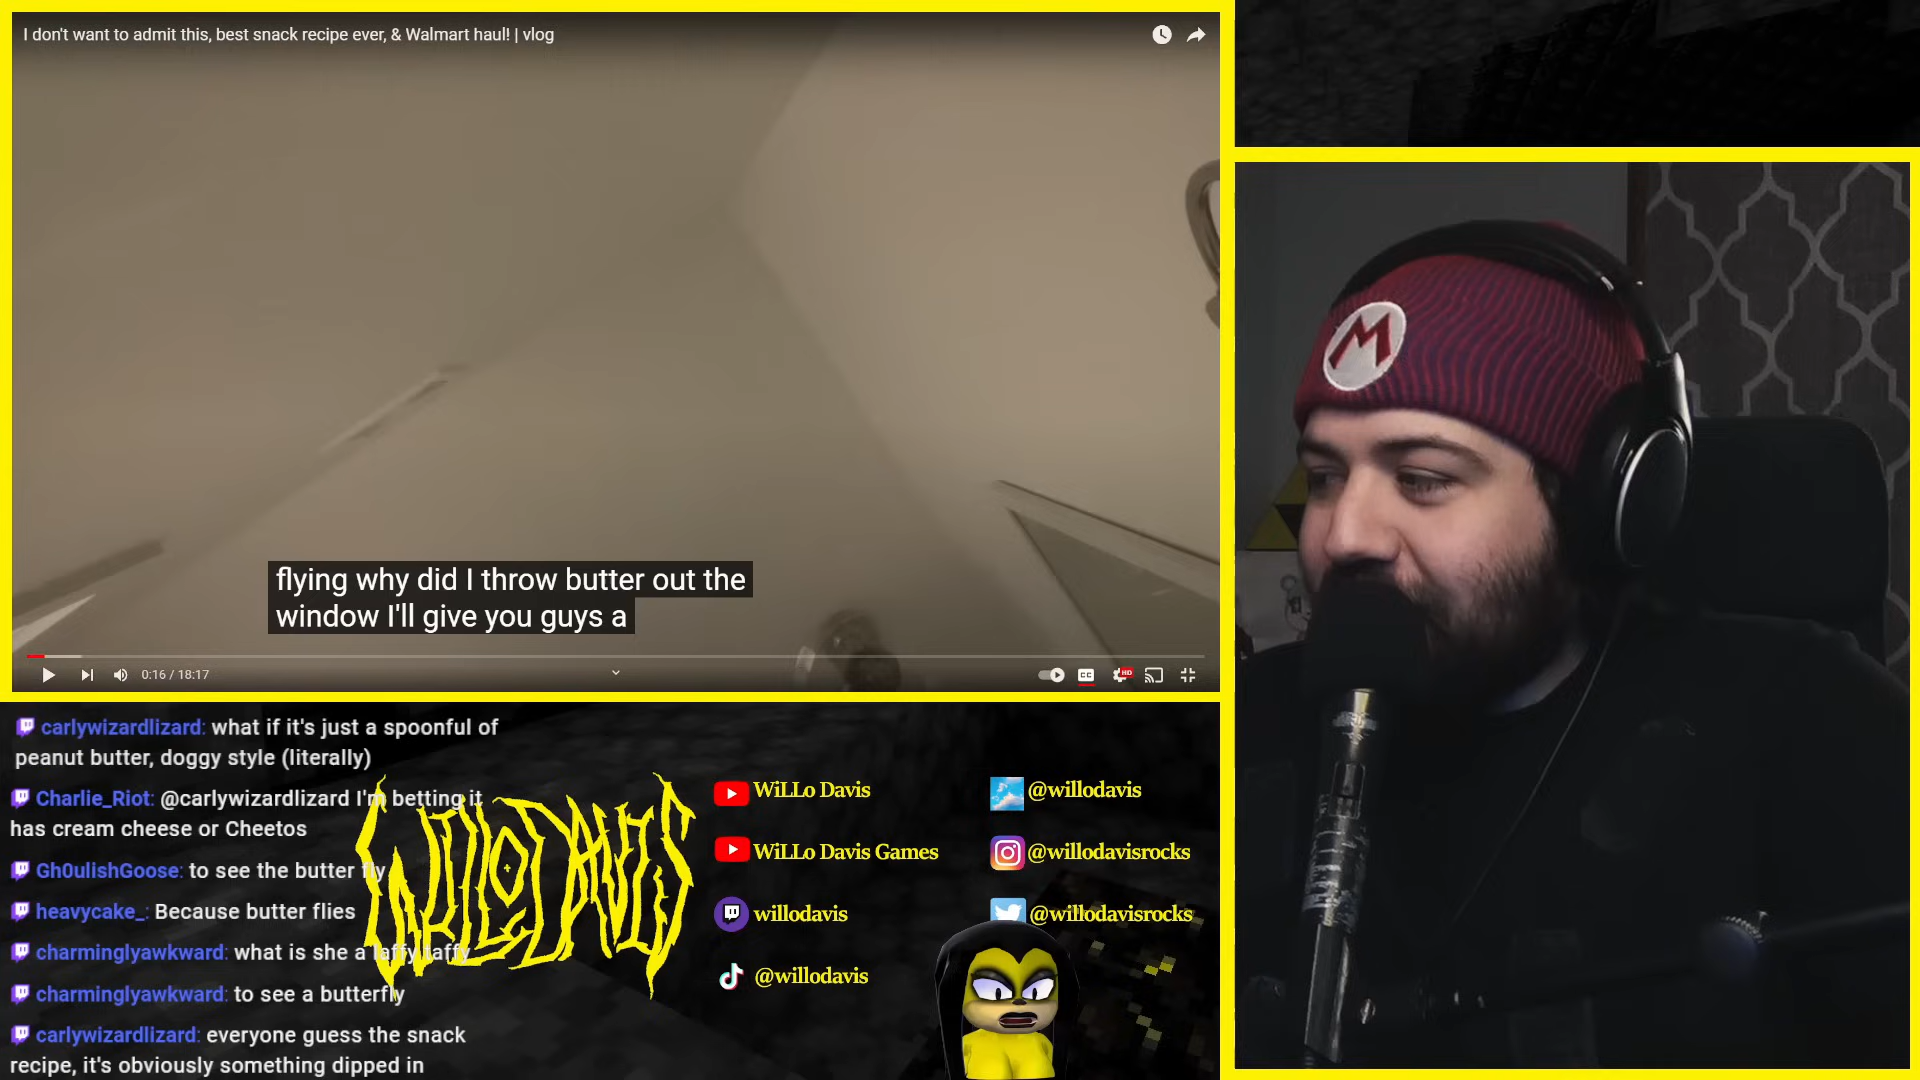 I don't want to admit this, best snack recipe ever, & Walmart haul! | vlog
flying why did I throw butter out the
window I'll give you guys a
0:16 / 18:17
CC
HD
M
carlywizardlizard: what if it's just a spoonful of
peanut butter, doggy style (literally)
Charlie_Riot: @carlywizardlizard I'm betting it
has cream cheese or Cheetos
Gh0ulishGoose: to see the butter fly
heavycake_: Because butter flies
charminglyawkward: what is she a laffy taffy
charminglyawkward: to see a butterfly
carlywizardlizard: everyone guess the snack
recipe, it's obviously something dipped in
WILLO DAVIS
WiLLo Davis
WiLLo Davis Games
willodavis
@willodavis
@willodavis
@willodavisrocks
@willodavisrocks